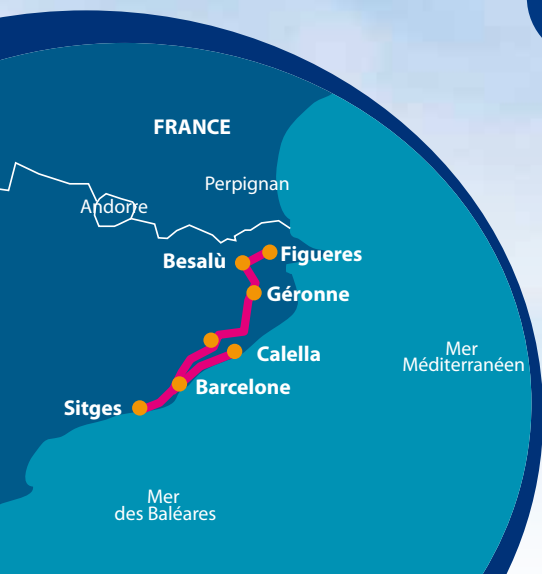 FRANCE
Perpignan
Andorre
Besalù
Figueres
Géronne
Calella
Mer
Méditerranéen
Barcelone
Sitges
Mer
des Baléares